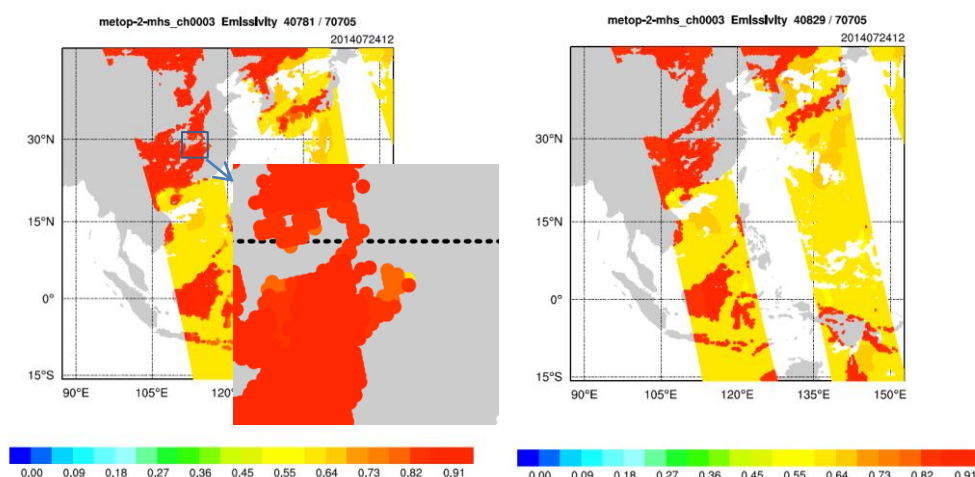 metop-2-mhs_ch0003 Emissivity 40781 / 70705
2014072412
30°N
15°N
0°
15°S
90°E 105°E 120
0.00 0.09 0.18 0.27 0.36 0.45 0.55 0.64 0.73 0.82 0.91
metop-2-mhs_ch0003 Emissivity 40829 / 70705
2014072412
30°N
15°N
0°
15°S
90°E 105°E 120°E 135°E 150°E
0.00 0.09 0.18 0.27 0.36 0.45 0.55 0.64 0.73 0.82 0.91